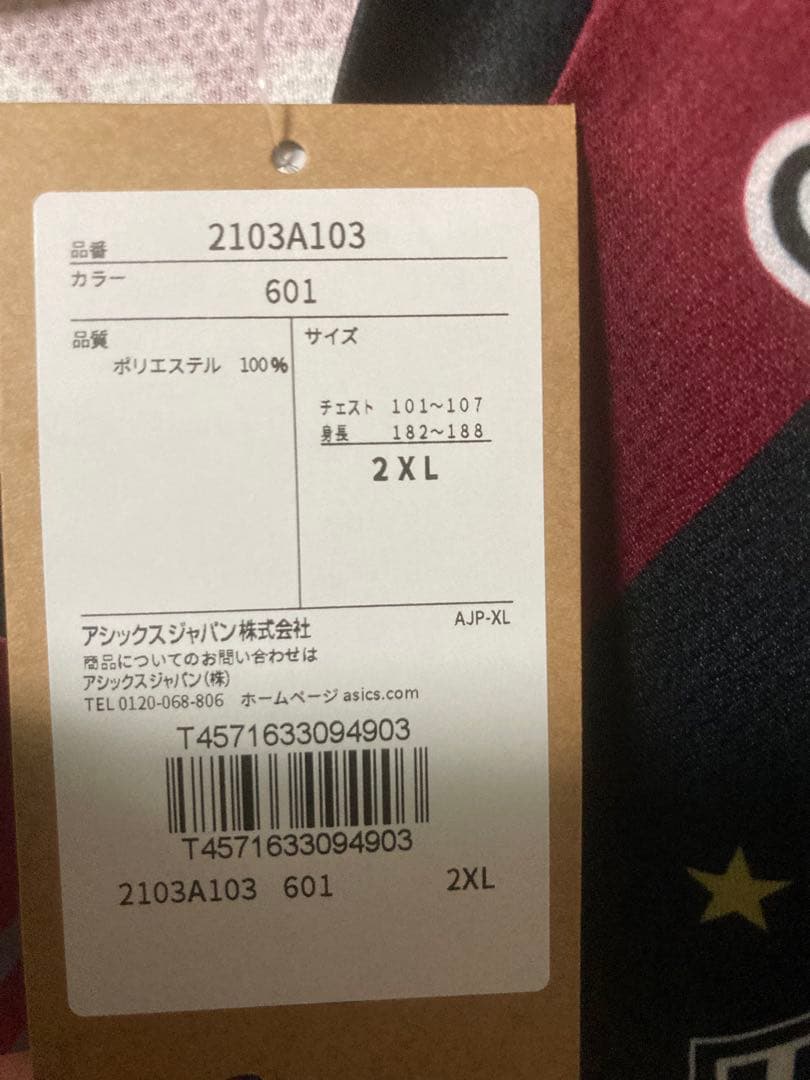 品番 2103A103
カラー
601
品質
ポリエステル 100%
サイズ
チェスト 101～107
身長 182～188
2XL
アシックスジャパン株式会社
AJP-XL
商品についてのお問い合わせは
アシックスジャパン(株)
TEL 0120-068-806 ホームページ asics.com
T4571633094903
T4571633094903
2103A103 601 2XL